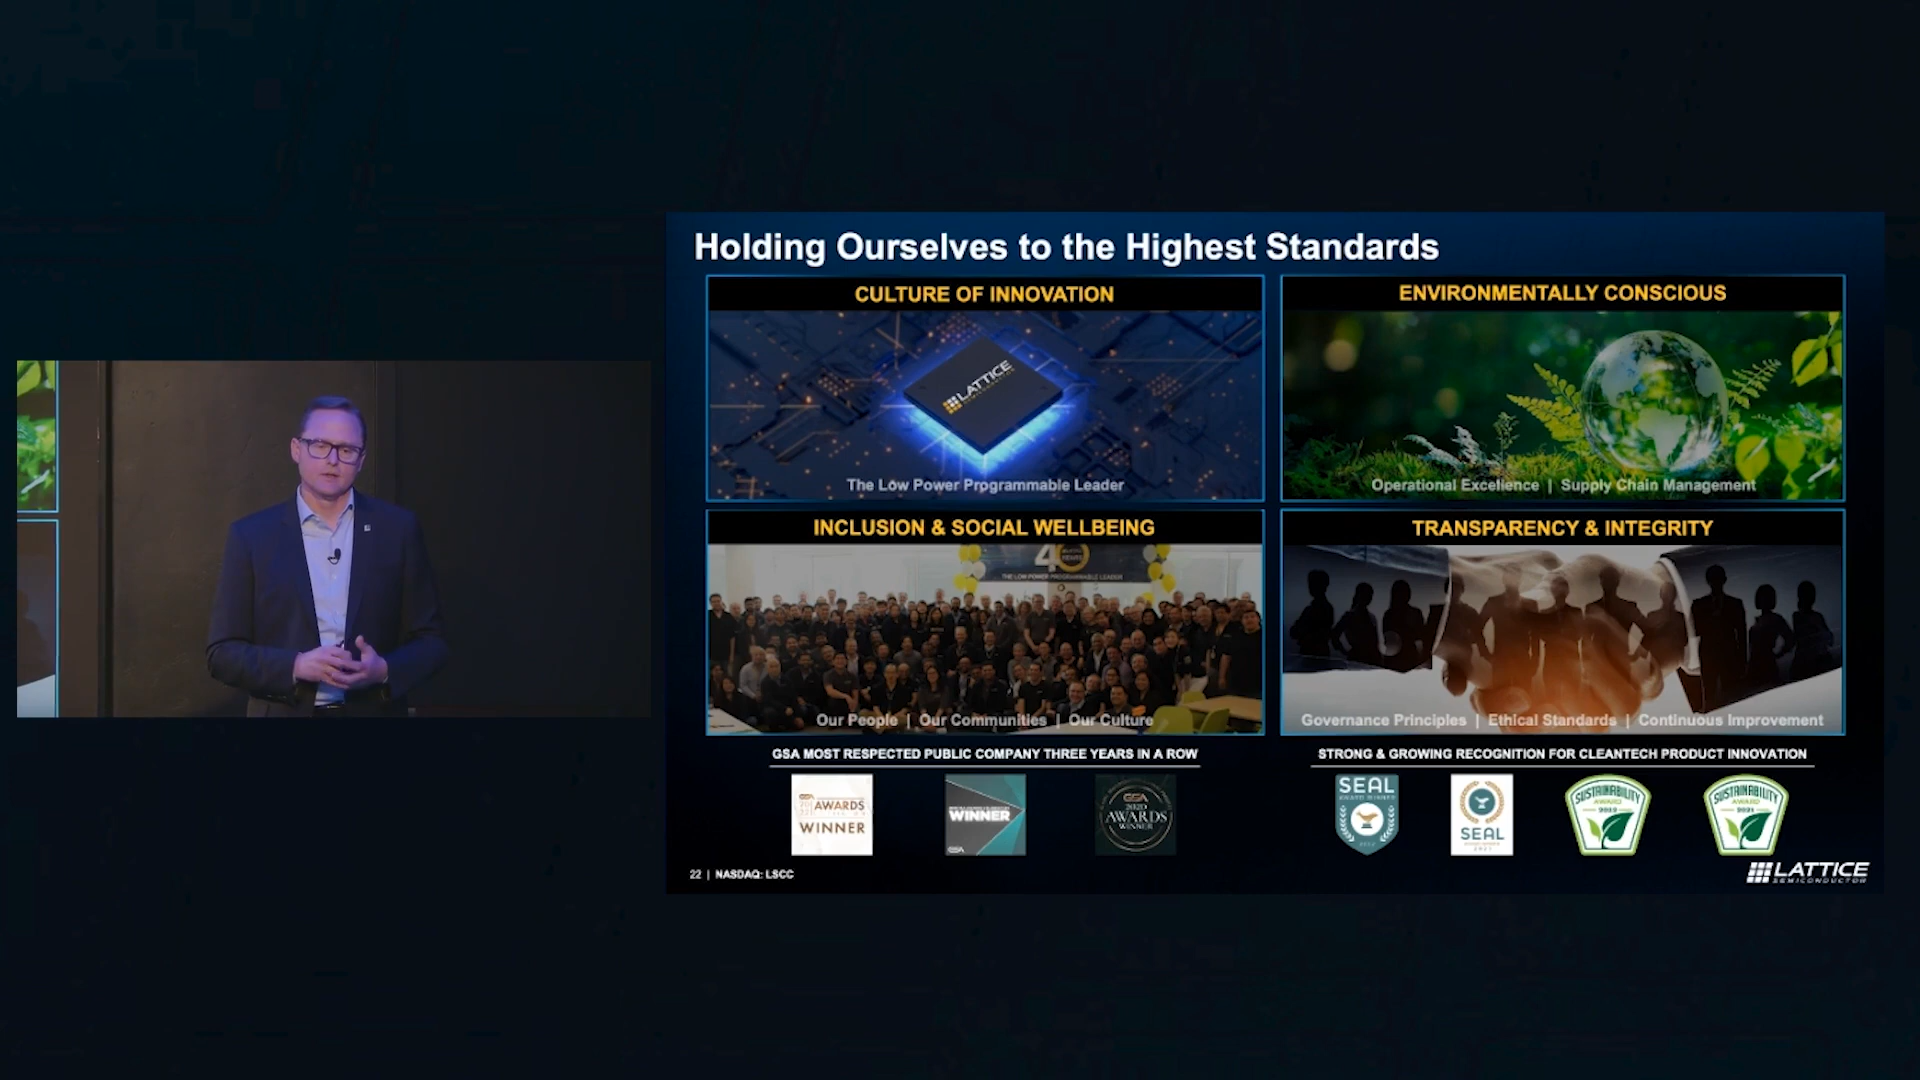 Holding Ourselves to the Highest Standards
CULTURE OF INNOVATION
LATTICE
The Low Power Programmable Leader
ENVIRONMENTALLY CONSCIOUS
Operational Excellence | Supply Chain Management
INCLUSION & SOCIAL WELLBEING
40
THE LOW POWER PROGRAMMABLE LEADER
Our People | Our Communities | Our Culture
TRANSPARENCY & INTEGRITY
Governance Principles | Ethical Standards | Continuous Improvement
GSA MOST RESPECTED PUBLIC COMPANY THREE YEARS IN A ROW
AWARDS
WINNER
WINNER
GSA
GSA
2020
AWARDS
WINNER
STRONG & GROWING RECOGNITION FOR CLEANTECH PRODUCT INNOVATION
SEAL
SEAL
2021
SUSTAINABILITY
AWARD
SUSTAINABILITY
AWARD
2021
22 | NASDAQ: LSCC
LATTICE
SEMICONDUCTOR